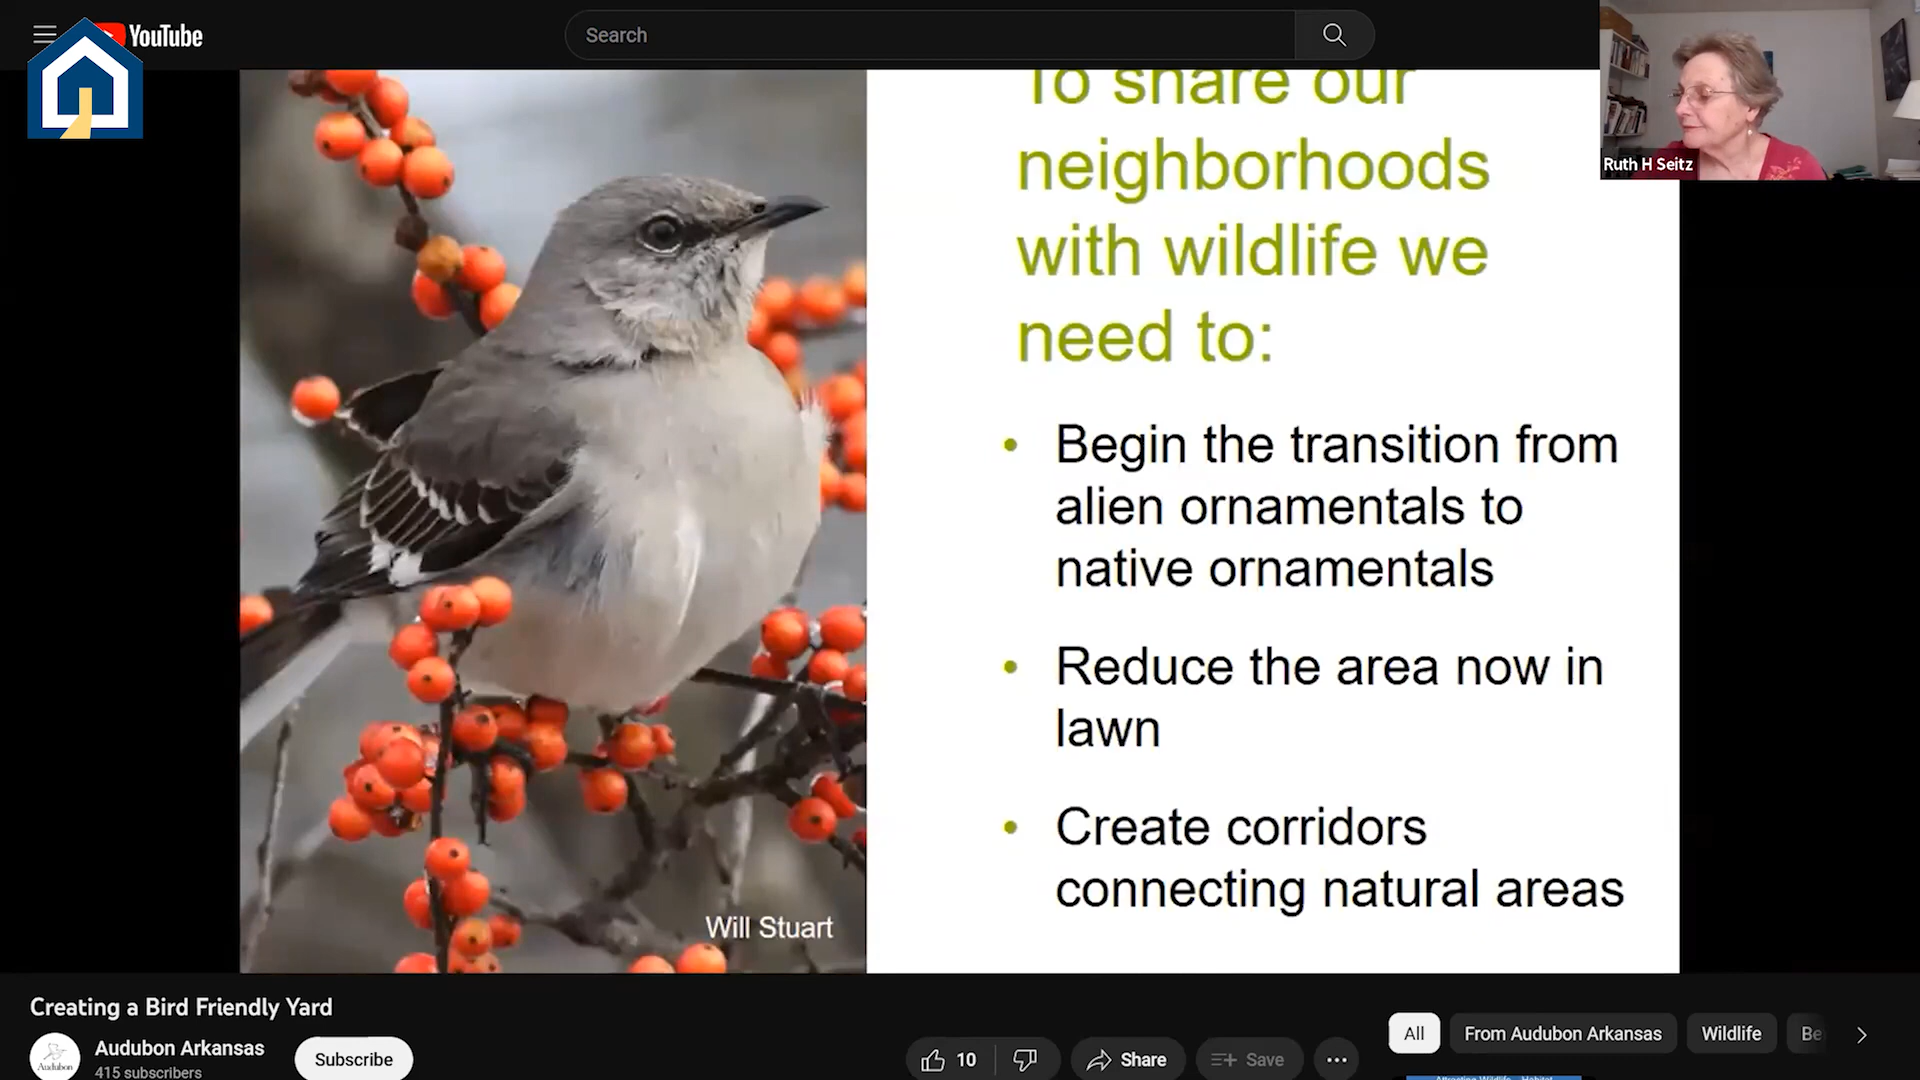 YouTube
Search
Ruth H Seitz
To share our
neighborhoods
with wildlife we
need to:
• Begin the transition from
alien ornamentals to
native ornamentals
• Reduce the area now in
lawn
• Create corridors
connecting natural areas
Will Stuart
Creating a Bird Friendly Yard
Audubon
Audubon Arkansas
415 subscribers
Subscribe
10
Share
Save
All
From Audubon Arkansas
Wildlife
Be